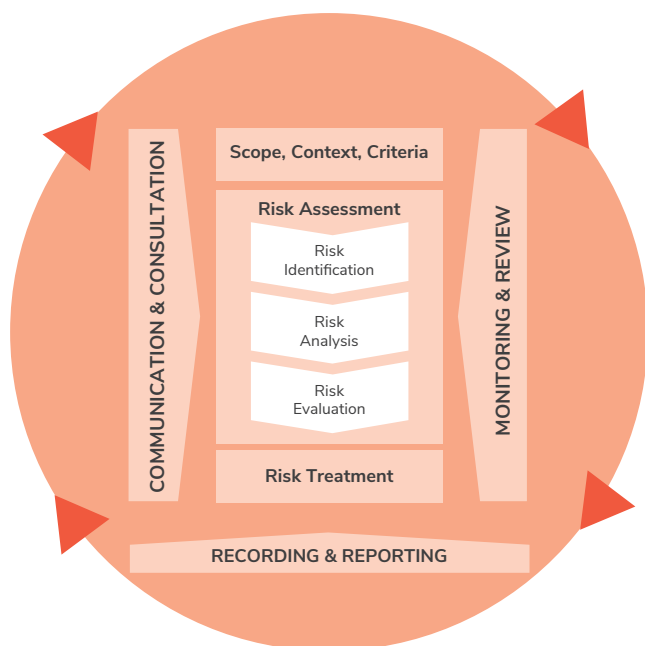 Scope, Context, Criteria
COMMUNICATION & CONSULTATION
Risk Assessment
Risk
Identification
Risk
Analysis
Risk
Evaluation
MONITORING & REVIEW
Risk Treatment
RECORDING & REPORTING